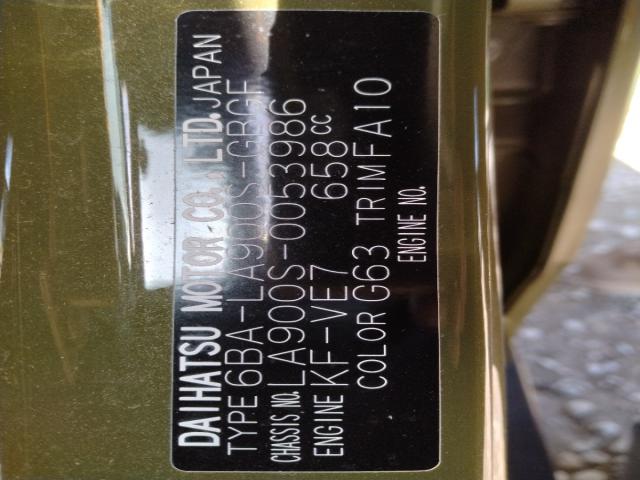 DAIHATSU MOTOR CO., LTD. JAPAN
TYPE 6BA-LA900S-GBGF
CHASSIS NO. LA900S-0053986
ENGINE KF-VE7 658CC
COLOR G63 TRIM FA10
ENGINE NO.